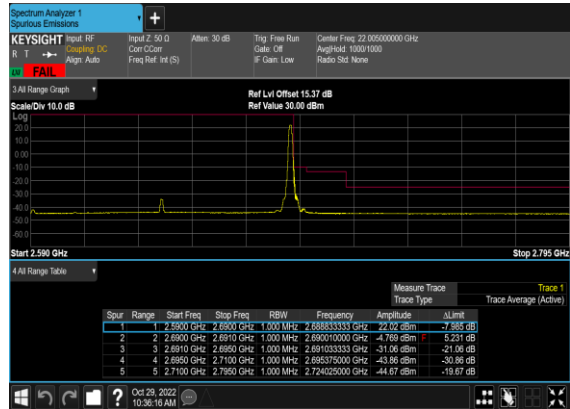 Spectrum Analyzer 1
Spurious Emissions
+
KEYSIGHT Input: RF Input Z: 50 Ω Atten: 30 dB Trig: Free Run Center Freq: 22.005000000 GHz
R T Coupling: DC Corr CCorr Gate: Off Avg|Hold: 1000/1000
Align: Auto Freq Ref: Int (S) IF Gain: Low Radio Std: None
FAIL
3 All Range Graph Ref Lvl Offset 15.37 dB
Scale/Div 10.0 dB Ref Value 30.00 dBm
Log
20.0
10.0
0.00
-10.0
-20.0
-30.0
-40.0
-50.0
-60.0
Start 2.590 GHz Stop 2.795 GHz
4 All Range Table
Measure Trace Trace 1
Trace Type Trace Average (Active)
Spur Range Start Freq Stop Freq RBW Frequency Amplitude ΔLimit
1 1 2.5900 GHz 2.6900 GHz 1.000 MHz 2.688833333 GHz 22.02 dBm -7.985 dB
2 2 2.6900 GHz 2.6910 GHz 1.000 MHz 2.690010000 GHz -4.769 dBm F 5.231 dB
3 3 2.6910 GHz 2.6950 GHz 1.000 MHz 2.691033333 GHz -31.06 dBm -21.06 dB
4 4 2.6950 GHz 2.7100 GHz 1.000 MHz 2.695375000 GHz -43.86 dBm -30.86 dB
5 5 2.7100 GHz 2.7950 GHz 1.000 MHz 2.724025000 GHz -44.67 dBm -19.67 dB
? Oct 29, 2022
10:36:16 AM